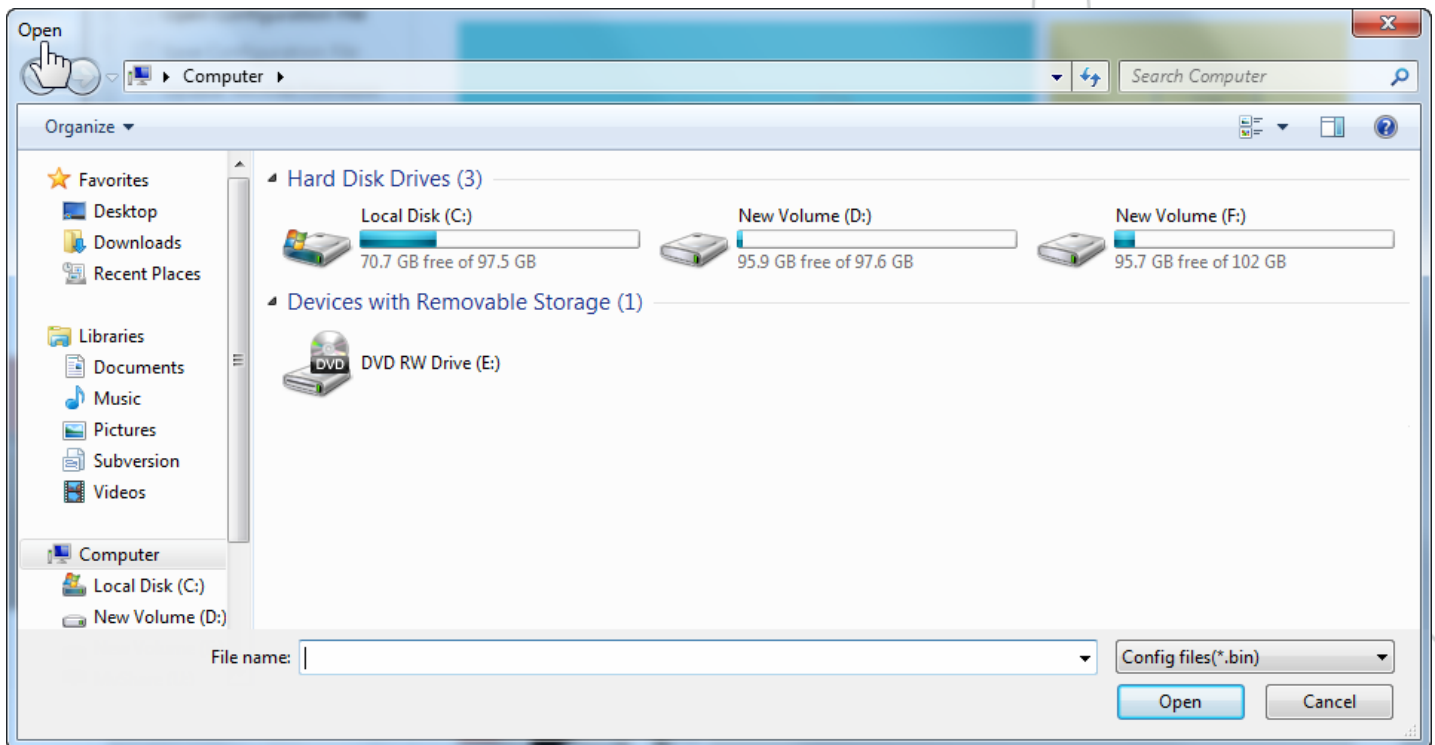 Open
Computer
Search Computer
Organize
Favorites
Desktop
Downloads
Recent Places
Libraries
Documents
Music
Pictures
Subversion
Videos
Computer
Local Disk (C:)
New Volume (D:)
Hard Disk Drives (3)
Local Disk (C:)
70.7 GB free of 97.5 GB
New Volume (D:)
95.9 GB free of 97.6 GB
New Volume (F:)
95.7 GB free of 102 GB
Devices with Removable Storage (1)
DVD
DVD RW Drive (E:)
File name:
Config files(*.bin)
Open
Cancel